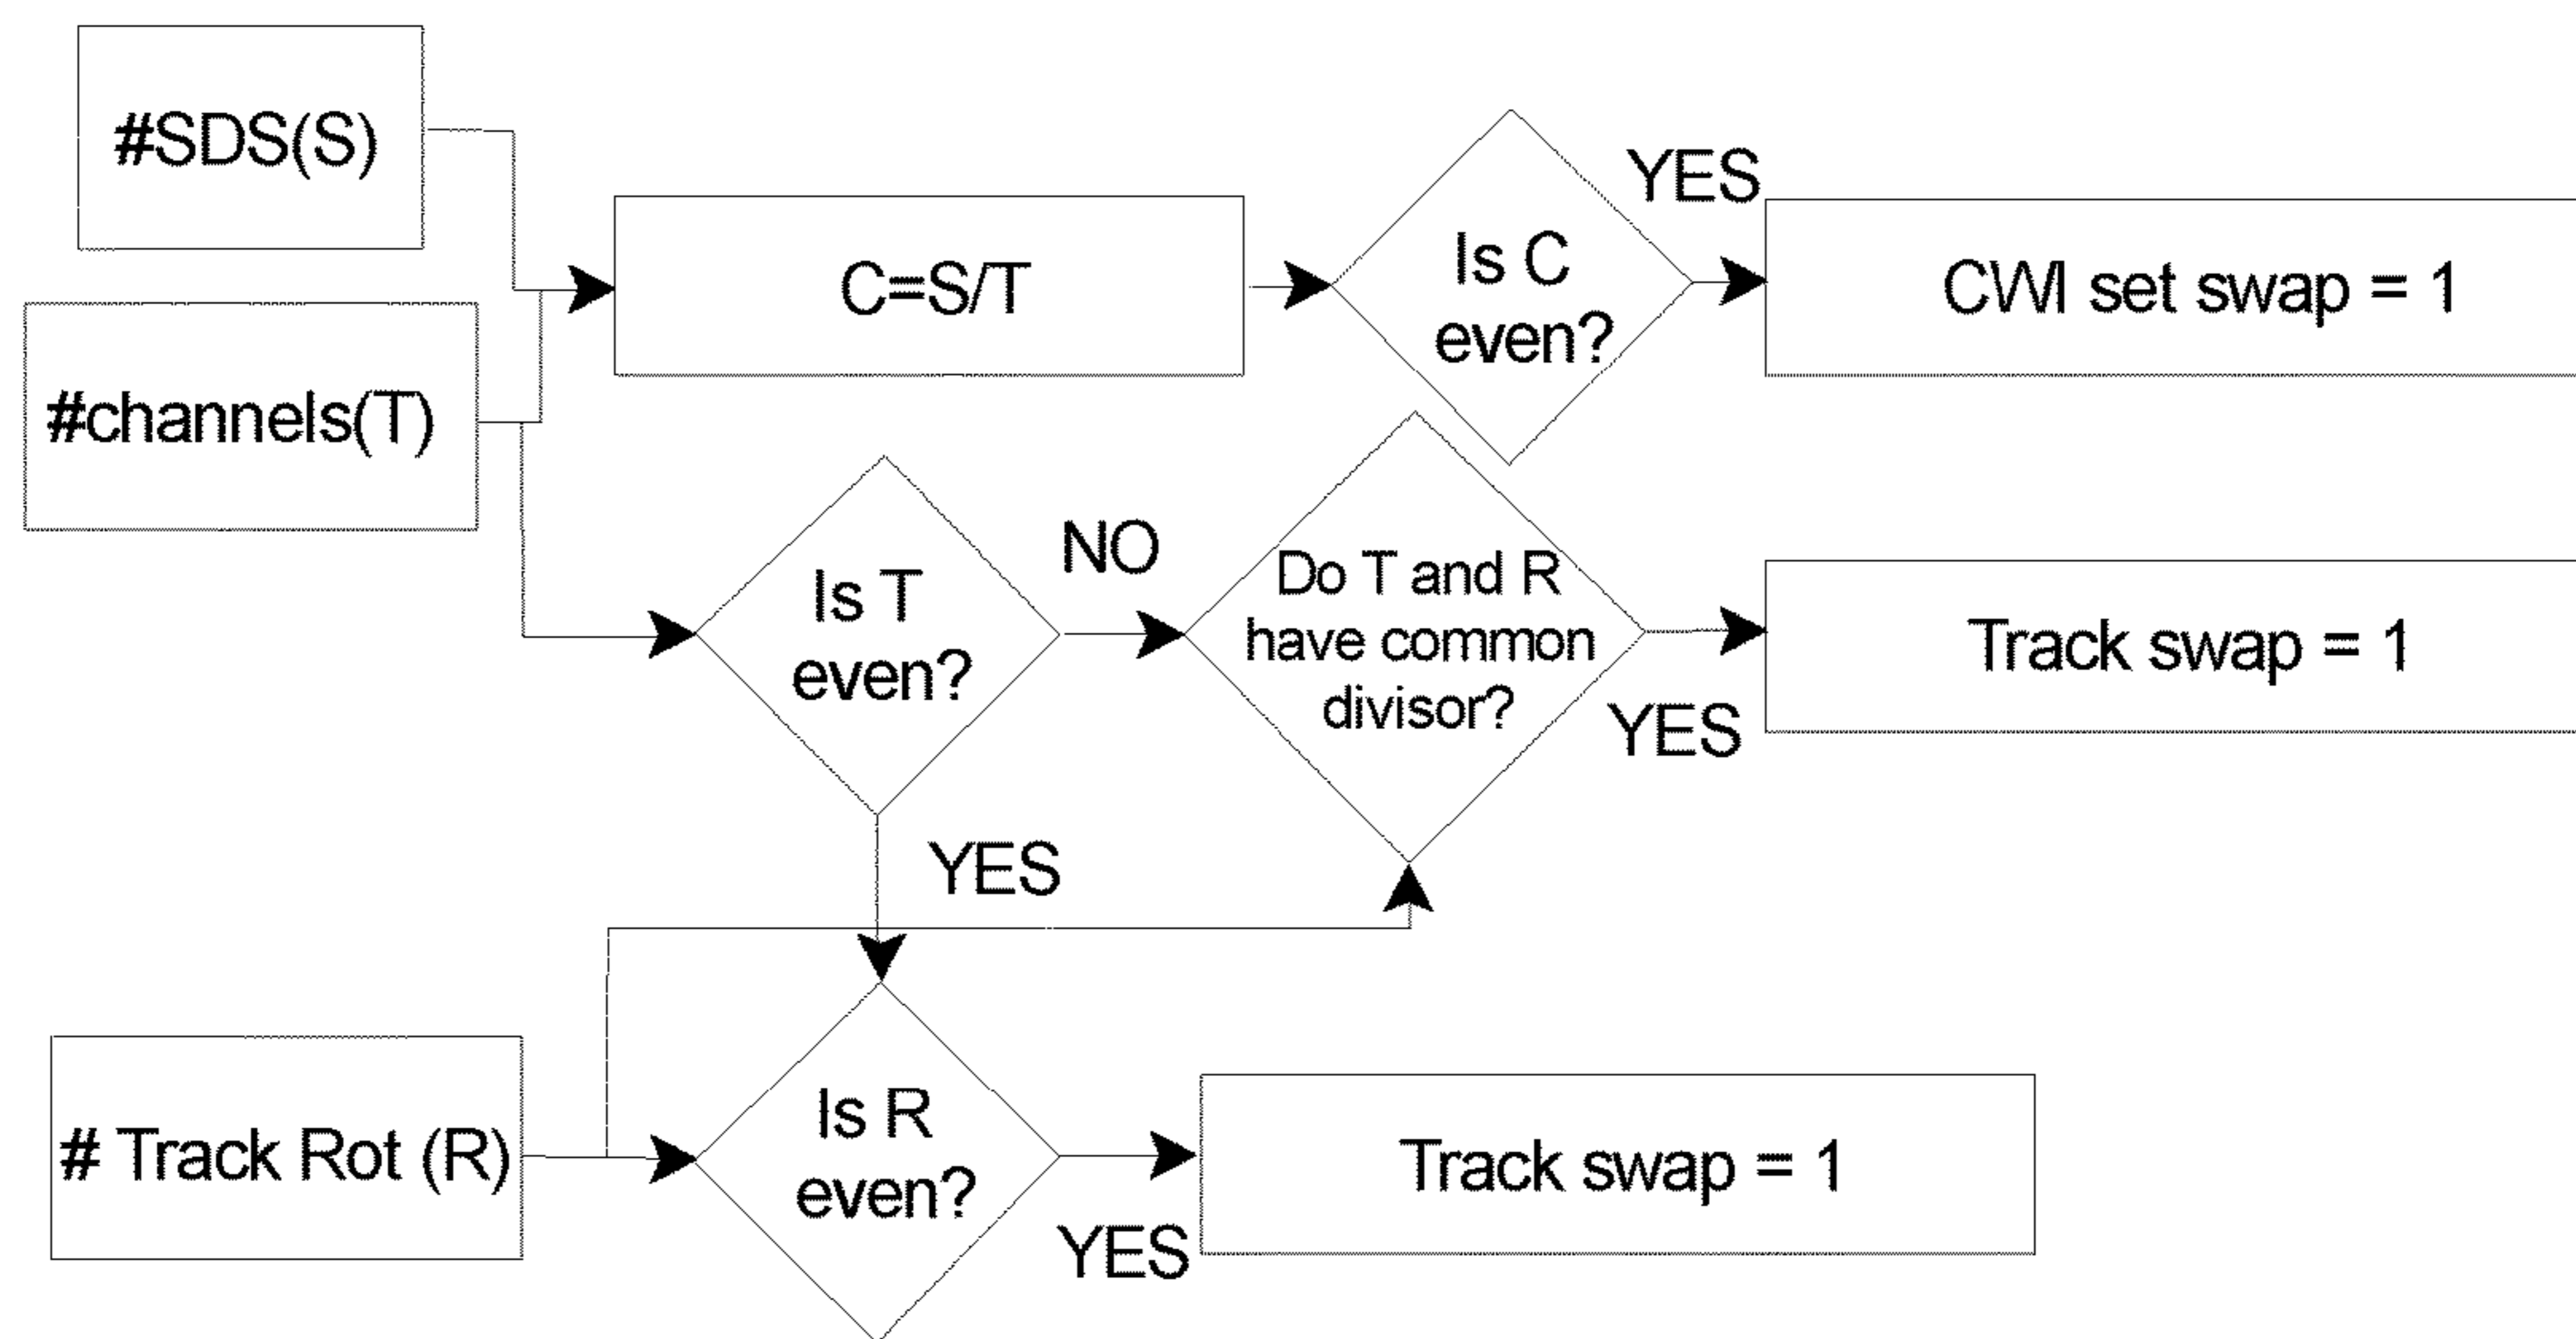 #SDS(S)
#channels(T)
C=S/T
Is C
even?
YES
CWI set swap = 1
Is T
even?
NO
Do T and R
have common
divisor?
YES
Track swap = 1
YES
# Track Rot (R)
Is R
even?
YES
Track swap = 1